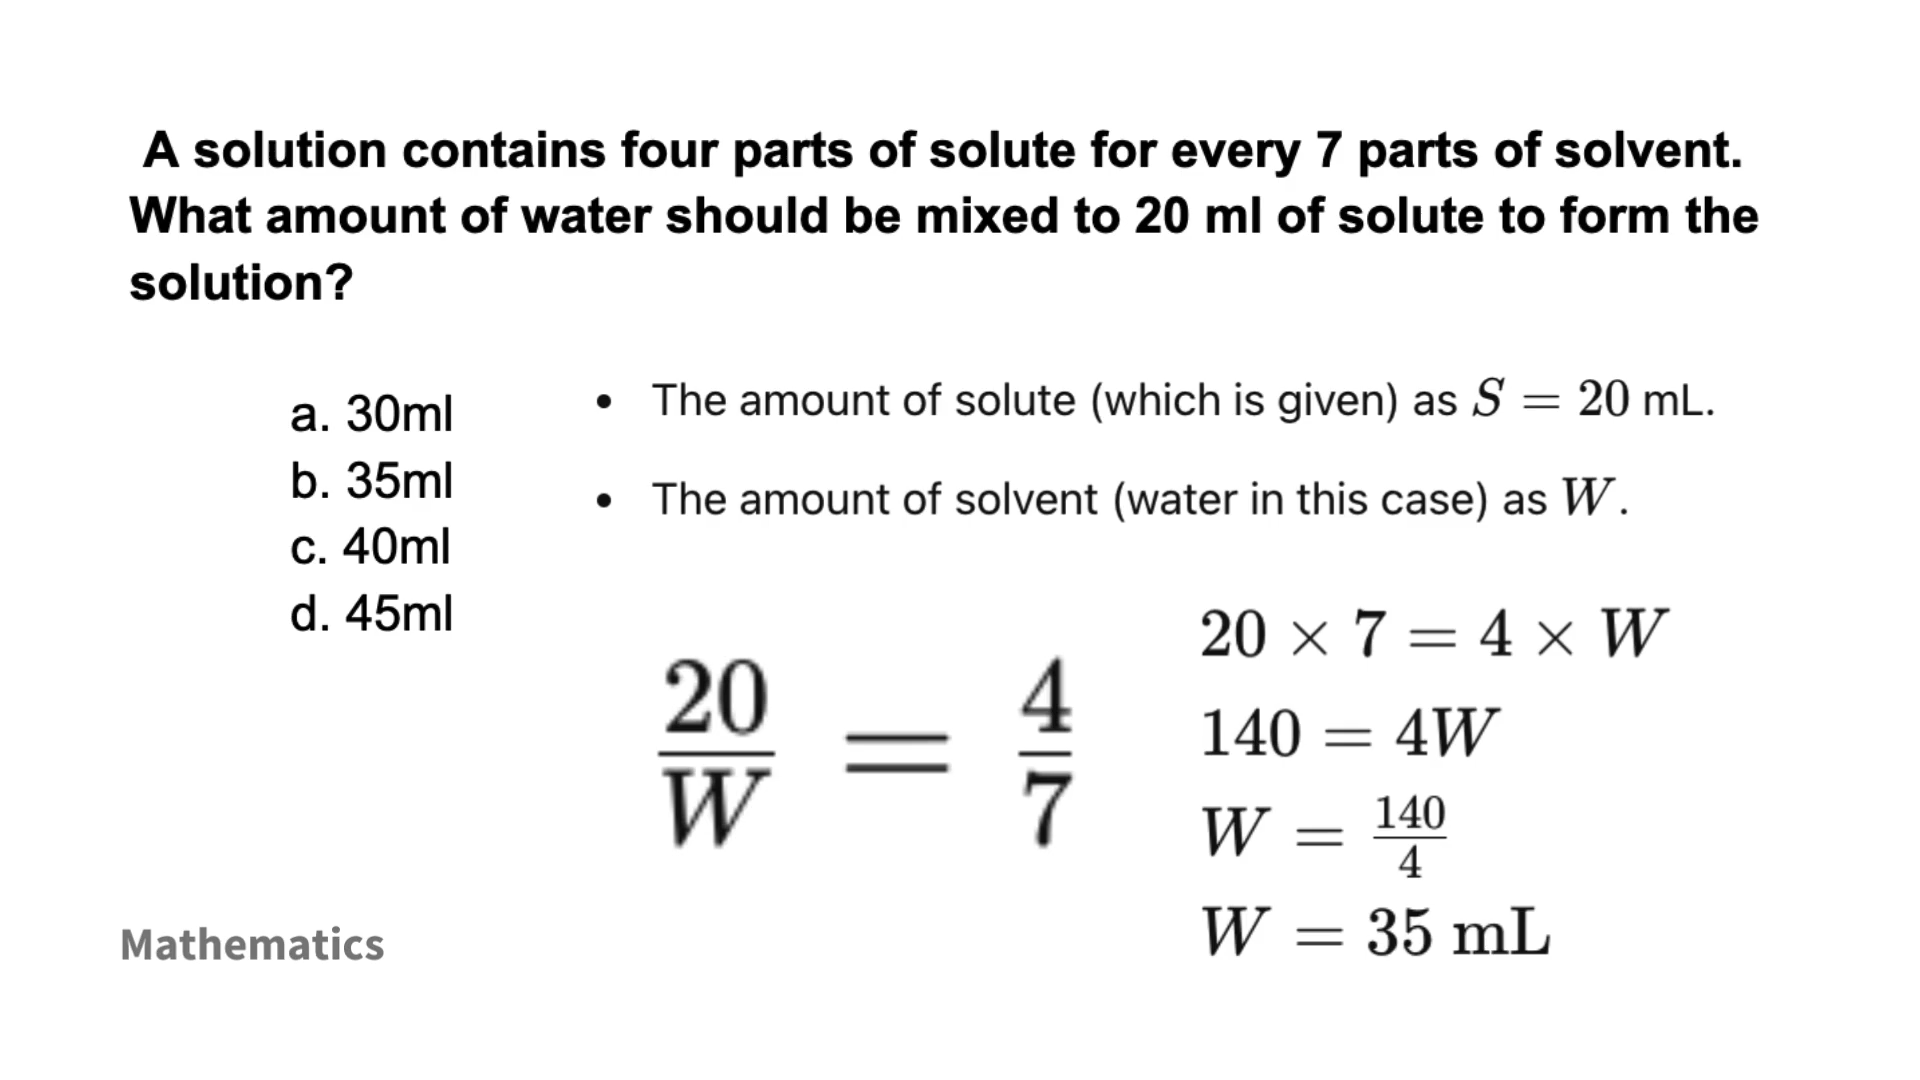 A solution contains four parts of solute for every 7 parts of solvent.
What amount of water should be mixed to 20 ml of solute to form the
solution?
a. 30ml
b. 35ml
c. 40ml
d. 45ml
• The amount of solute (which is given) as S = 20 mL.
• The amount of solvent (water in this case) as W.
20/W = 4/7
20 × 7 = 4 × W
140 = 4W
W = 140/4
W = 35 mL
Mathematics